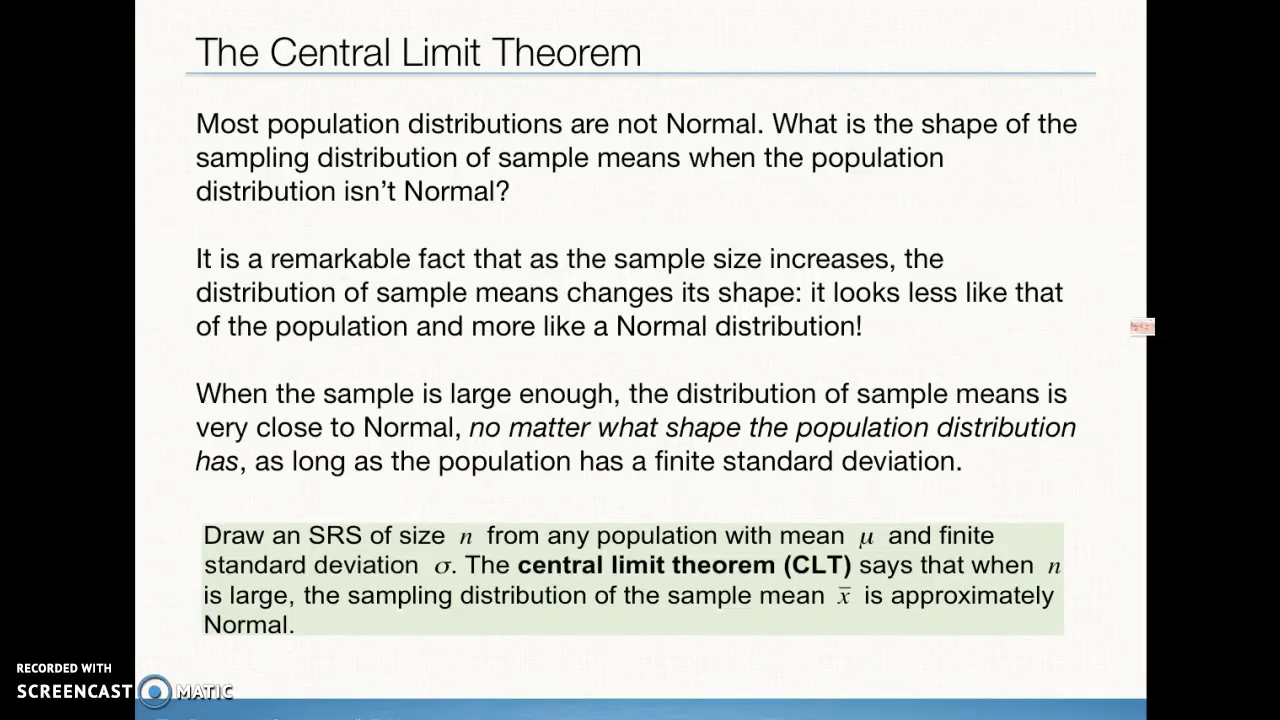 The Central Limit Theorem
Most population distributions are not Normal. What is the shape of the
sampling distribution of sample means when the population
distribution isn’t Normal?
It is a remarkable fact that as the sample size increases, the
distribution of sample means changes its shape: it looks less like that
of the population and more like a Normal distribution!
When the sample is large enough, the distribution of sample means is
very close to Normal, no matter what shape the population distribution
has, as long as the population has a finite standard deviation.
Draw an SRS of size n from any population with mean μ and finite
standard deviation σ. The central limit theorem (CLT) says that when n
is large, the sampling distribution of the sample mean x̄ is approximately
Normal.
RECORDED WITH
SCREENCAST MATIC